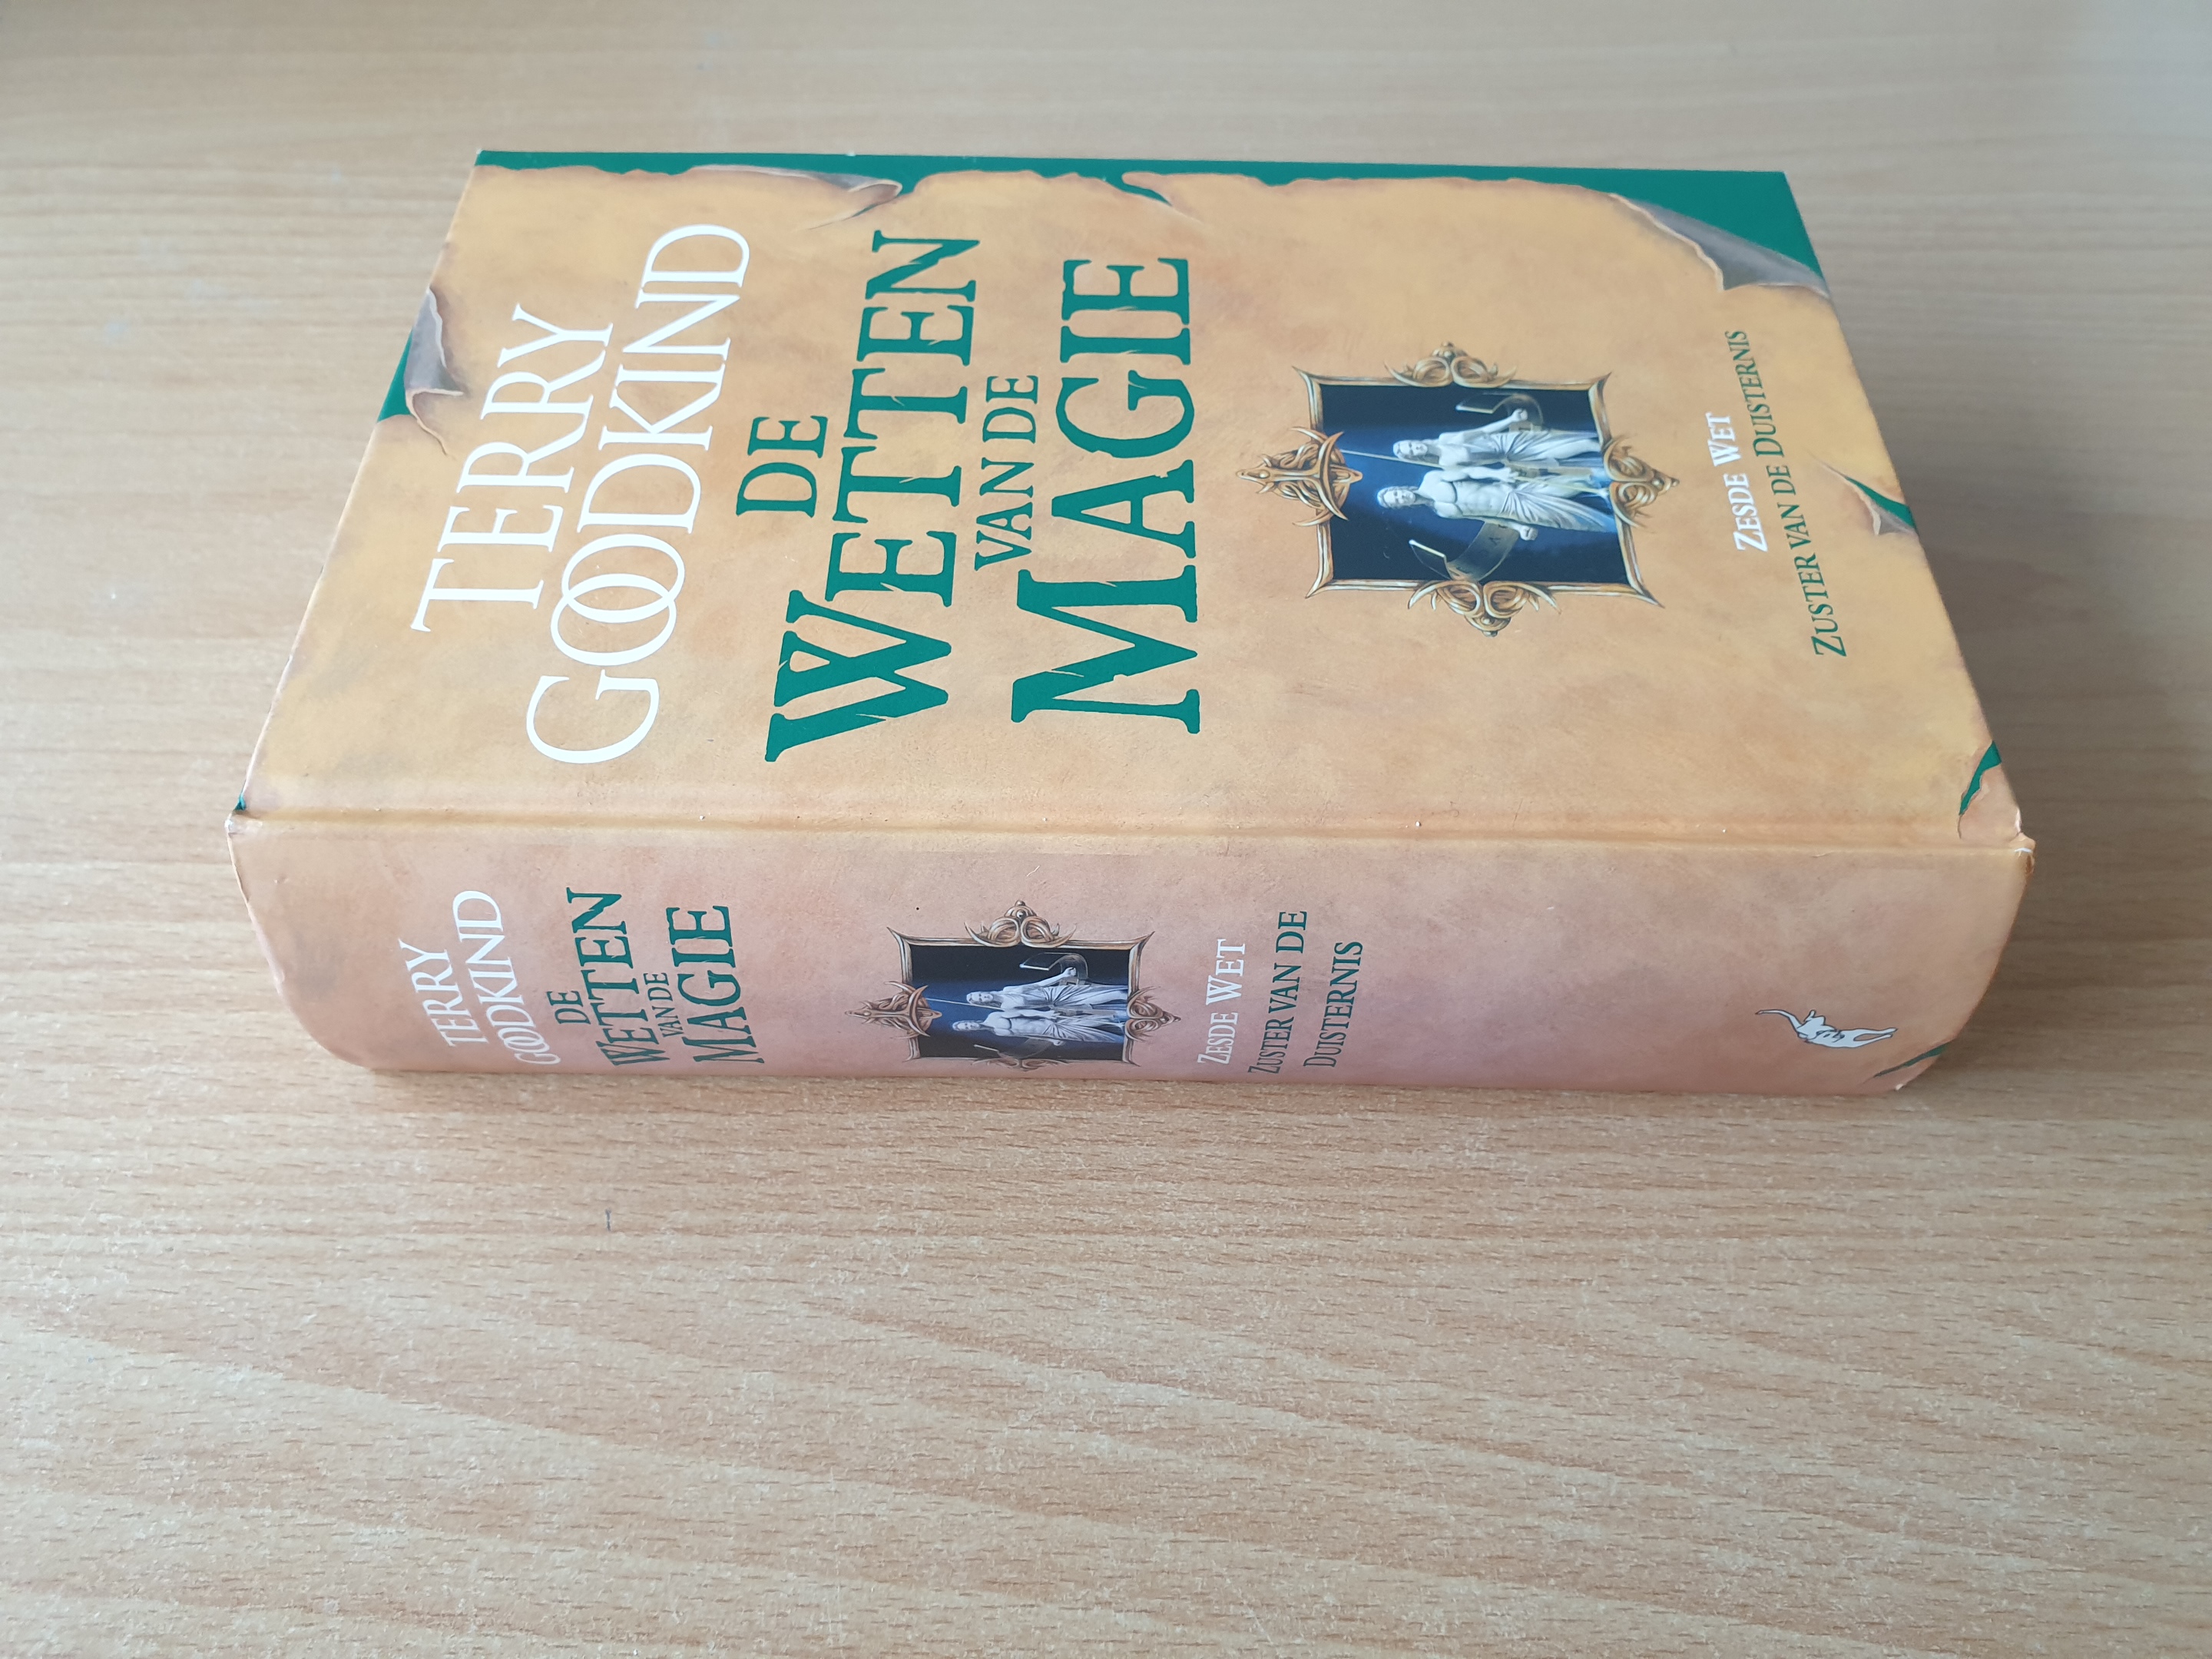 TERRY
GOODKIND
DE
WETTEN
VAN DE
MAGIE
ZESDE WET
ZUSTER VAN DE DUISTERNIS
TERRY
GOODKIND
DE
WETTEN
VAN DE
MAGIE
ZESDE WET
ZUSTER VAN DE
DUISTERNIS